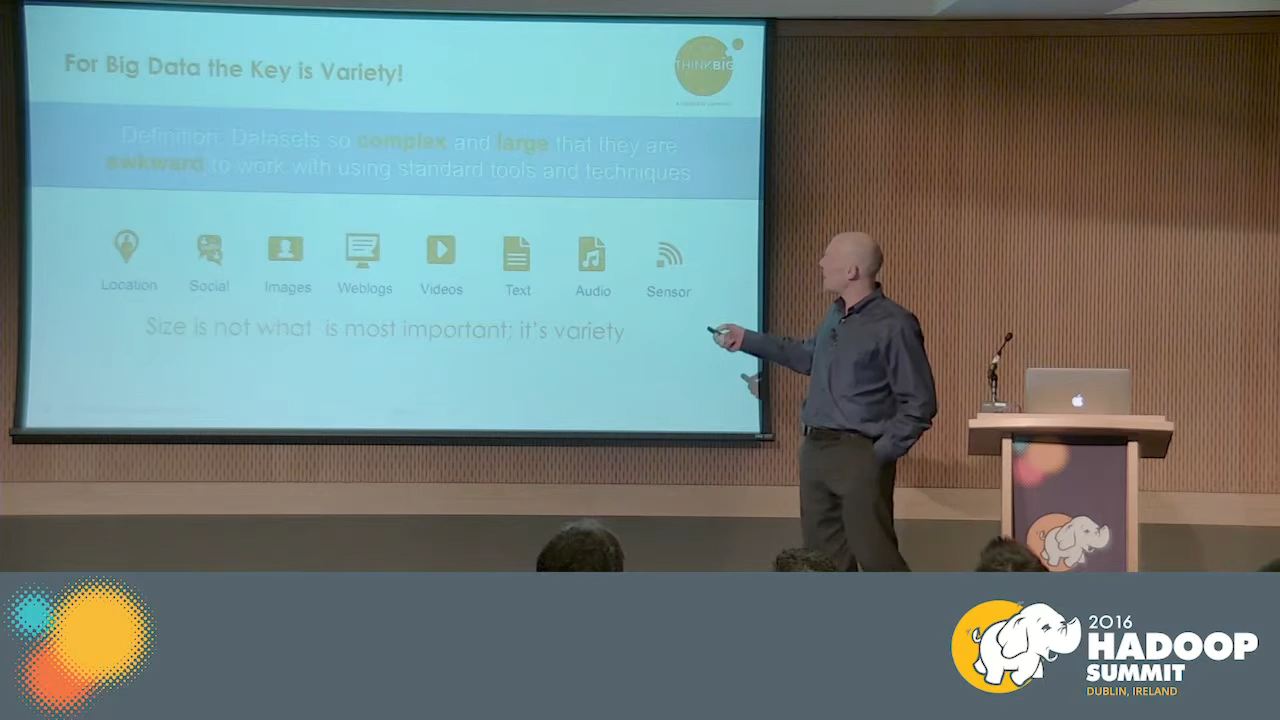 For Big Data the Key is Variety!
THINKBIG
Definition: Datasets so complex and large that they are
awkward to work with using standard tools and techniques
Location
Social
Images
Weblogs
Videos
Text
Audio
Sensor
Size is not what is most important; it's variety
2016
HADOOP
SUMMIT
DUBLIN, IRELAND